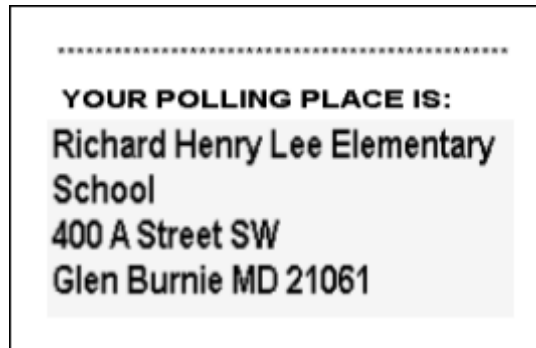 **********************************************
YOUR POLLING PLACE IS:
Richard Henry Lee Elementary
School
400 A Street SW
Glen Burnie MD 21061